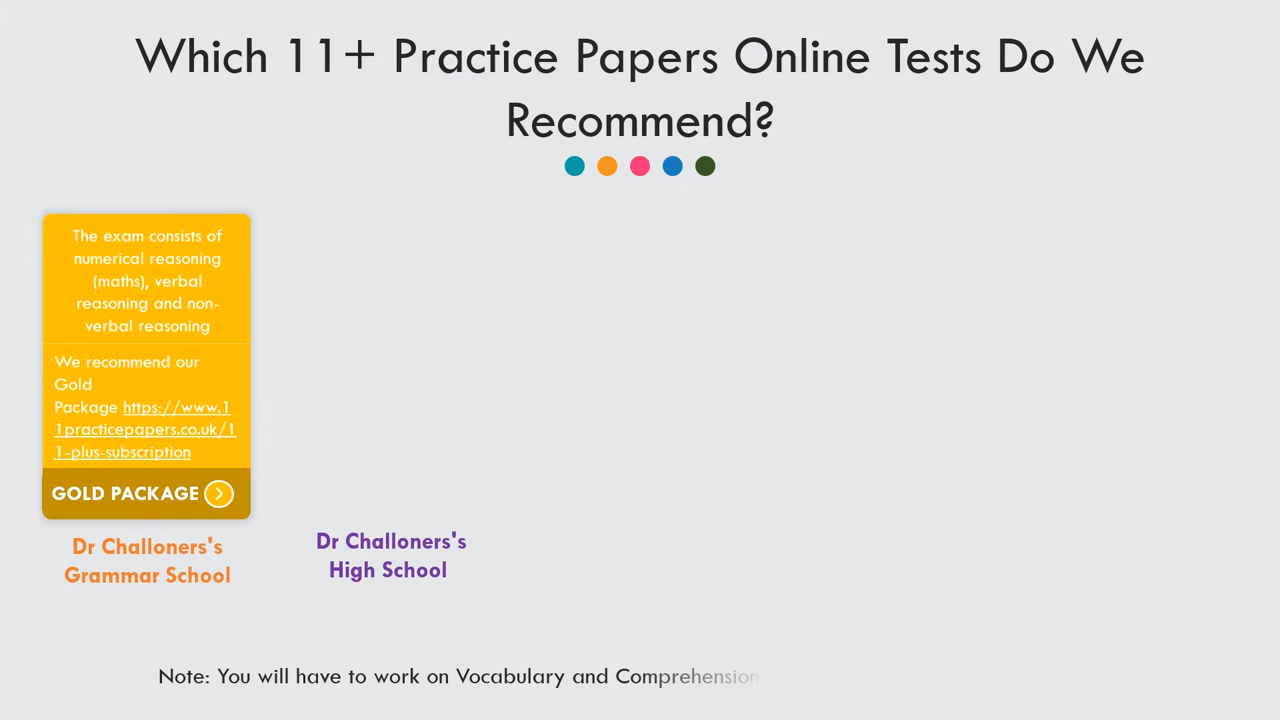 Which 11+ Practice Papers Online Tests Do We
Recommend?
The exam consists of
numerical reasoning
(maths), verbal
reasoning and non-
verbal reasoning
We recommend our
Gold
Package https://www.1
1practicepapers.co.uk/1
1-plus-subscription
GOLD PACKAGE
Dr Challoners's
Grammar School
Dr Challoners's
High School
Note: You will have to work on Vocabulary and Comprehension